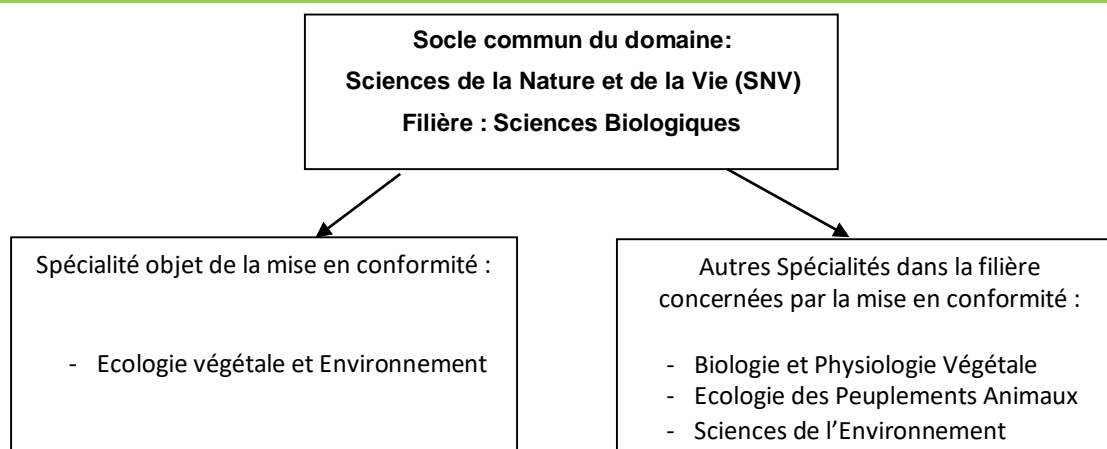 Socle commun du domaine:
Sciences de la Nature et de la Vie (SNV)
Filière : Sciences Biologiques
Spécialité objet de la mise en conformité :
- Ecologie végétale et Environnement
Autres Spécialités dans la filière
concernées par la mise en conformité :
- Biologie et Physiologie Végétale
- Ecologie des Peuplements Animaux
- Sciences de l’Environnement